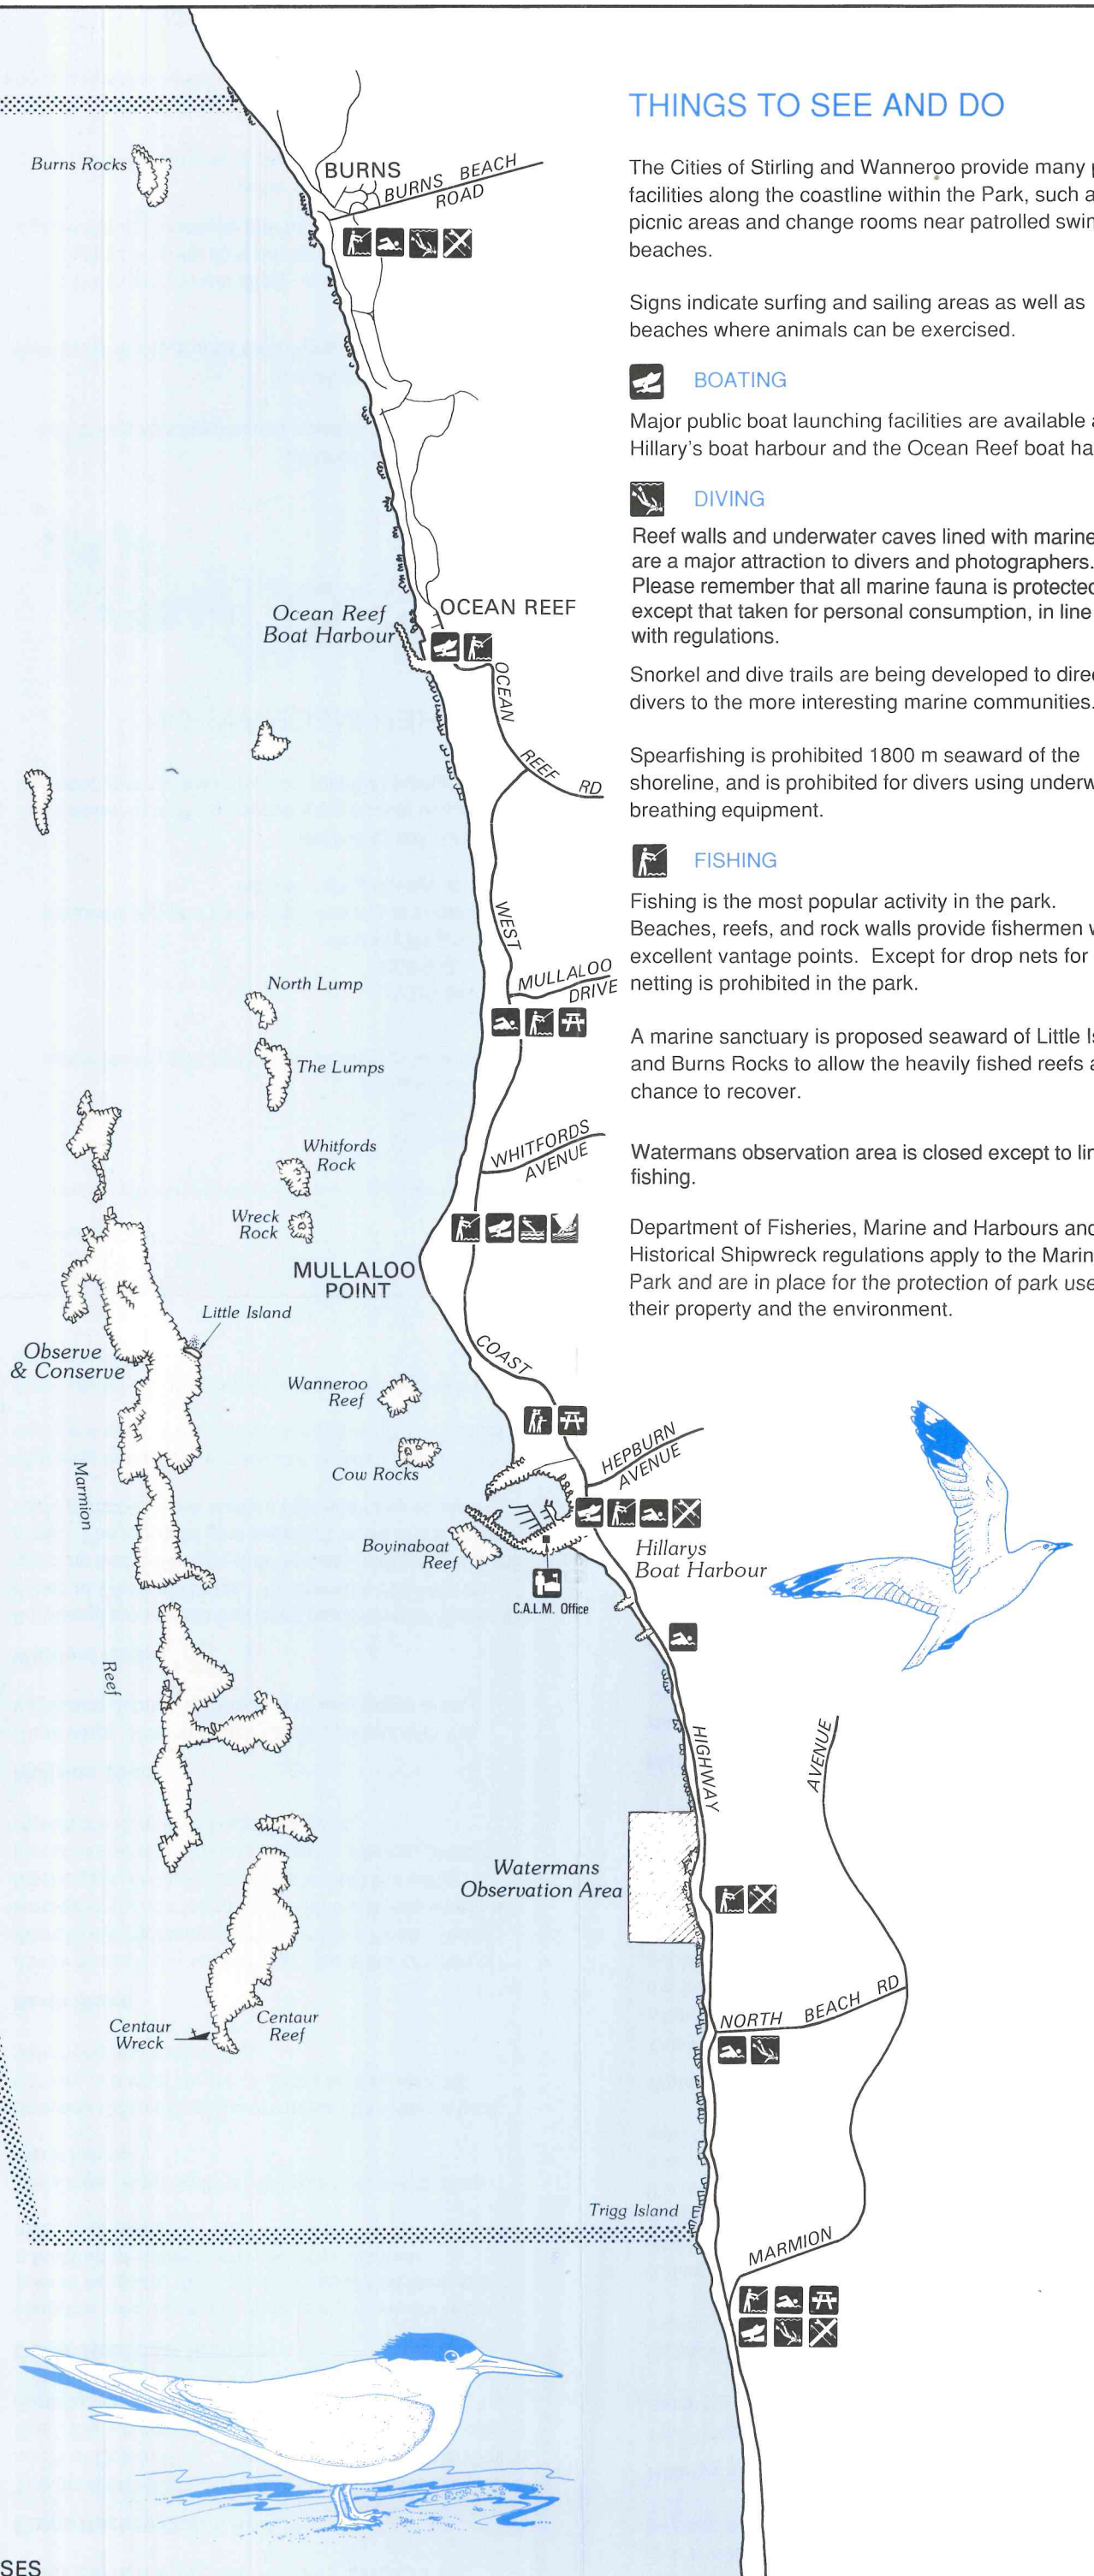 THINGS TO SEE AND DO
The Cities of Stirling and Wanneroo provide many
facilities along the coastline within the Park, such a
picnic areas and change rooms near patrolled swi
beaches.
Signs indicate surfing and sailing areas as well as
beaches where animals can be exercised.
BOATING
Major public boat launching facilities are available
Hillary's boat harbour and the Ocean Reef boat ha
DIVING
Reef walls and underwater caves lined with marine
are a major attraction to divers and photographers.
Please remember that all marine fauna is protected
except that taken for personal consumption, in line
with regulations.
Snorkel and dive trails are being developed to dire
divers to the more interesting marine communities.
Spearfishing is prohibited 1800 m seaward of the
shoreline, and is prohibited for divers using underw
breathing equipment.
FISHING
Fishing is the most popular activity in the park.
Beaches, reefs, and rock walls provide fishermen
excellent vantage points. Except for drop nets for
netting is prohibited in the park.
A marine sanctuary is proposed seaward of Little Is
and Burns Rocks to allow the heavily fished reefs a
chance to recover.
Watermans observation area is closed except to lin
fishing.
Department of Fisheries, Marine and Harbours and
Historical Shipwreck regulations apply to the Marin
Park and are in place for the protection of park use
their property and the environment.
Burns Rocks
BURNS
BURNS BEACH
ROAD
Ocean Reef
Boat Harbour
OCEAN REEF
OCEAN
REEF
RD
WEST
MULLALOO
DRIVE
North Lump
The Lumps
WHITFORDS
AVENUE
Whitfords
Rock
Wreck
Rock
MULLALOO
POINT
Little Island
Observe
& Conserve
COAST
Wanneroo
Reef
Cow Rocks
HEPBURN
AVENUE
Marmion
Boyinaboat
Reef
Hillarys
Boat Harbour
C.A.L.M. Office
Reef
HIGHWAY
AVENUE
Watermans
Observation Area
NORTH BEACH RD
Centaur
Wreck
Centaur
Reef
Trigg Island
MARMION
SES